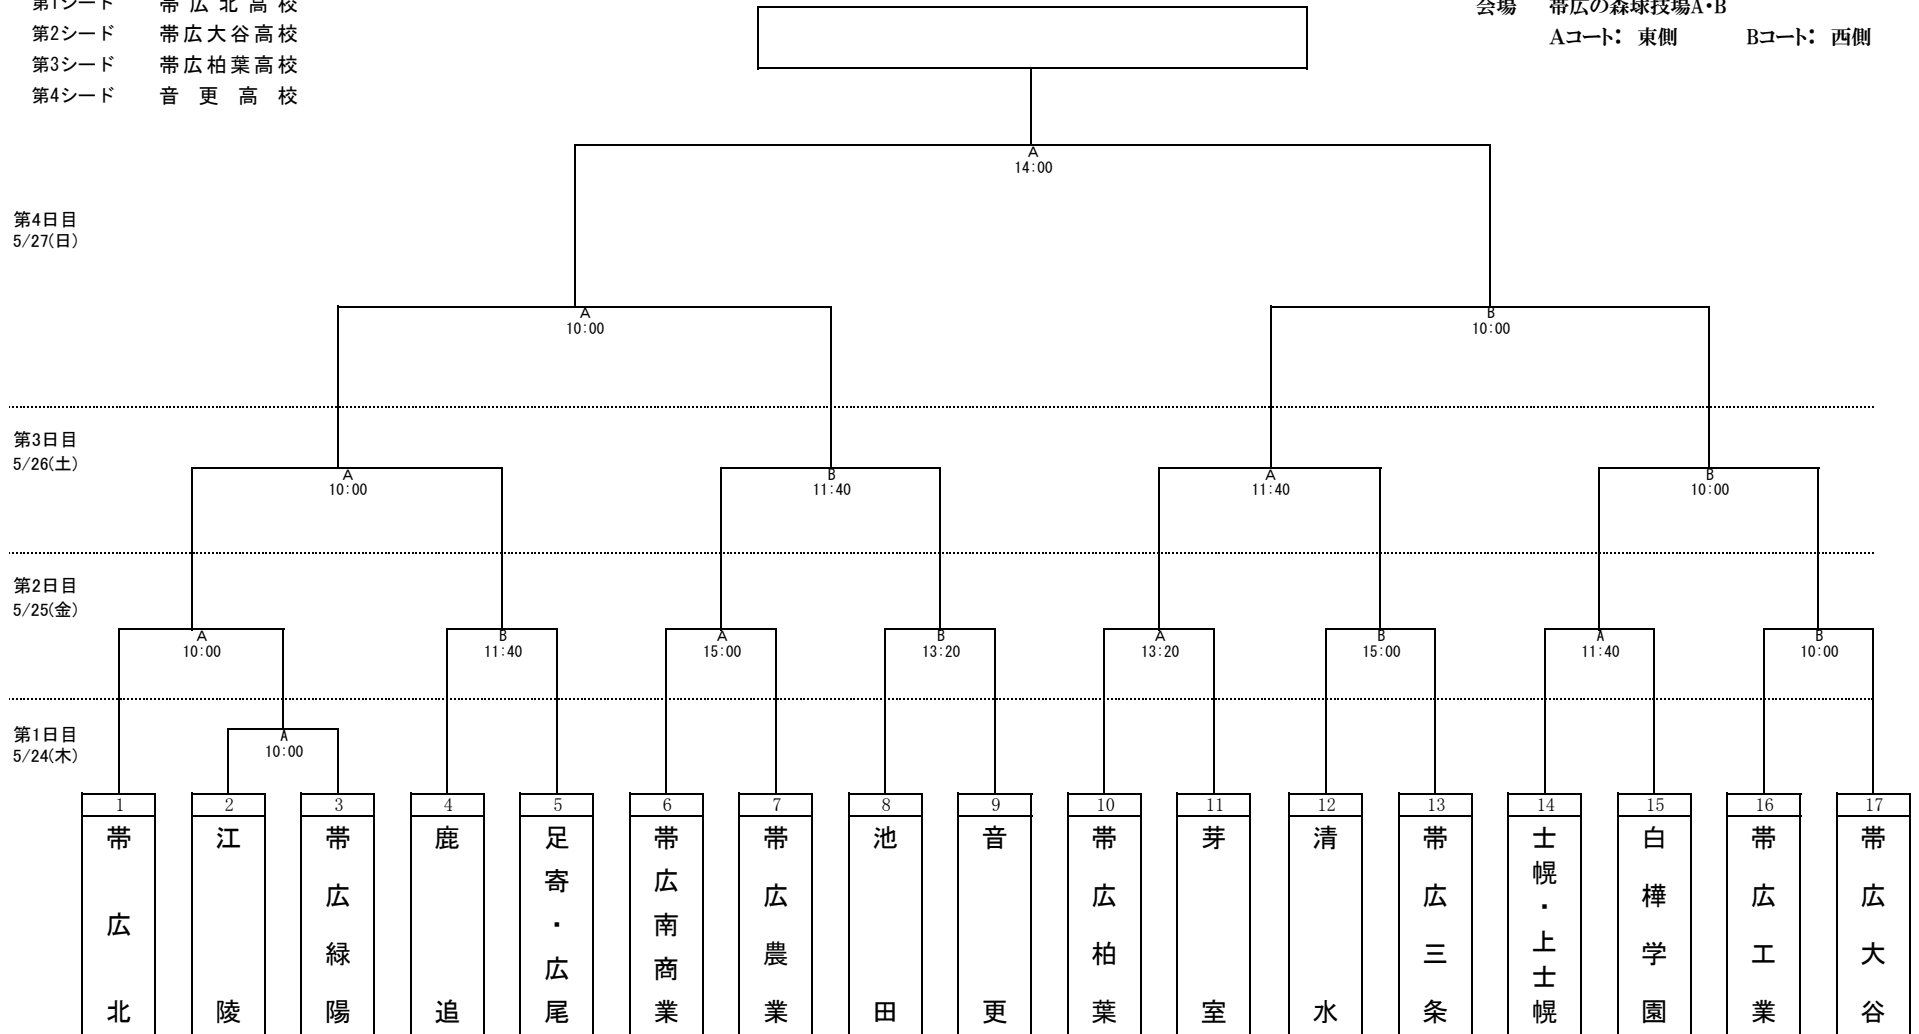 第1シード 帯広北高校
第2シード 帯広大谷高校
第3シード 帯広柏葉高校
第4シード 音更高校
会場 帯広の森球技場A・B
Aコート： 東側 Bコート： 西側
A
14:00
第4日目
5/27(日)
A
10:00
B
10:00
第3日目
5/26(土)
A
10:00
B
11:40
A
11:40
B
10:00
第2日目
5/25(金)
A
10:00
B
11:40
A
15:00
B
13:20
A
13:20
B
15:00
A
11:40
B
10:00
第1日目
5/24(木)
A
10:00
1
帯広北
2
江陵
3
帯広緑陽
4
鹿追
5
足寄・広尾
6
帯広南商業
7
帯広農業
8
池田
9
音更
10
帯広柏葉
11
芽室
12
清水
13
帯広三条
14
士幌・上士幌
15
白樺学園
16
帯広工業
17
帯広大谷